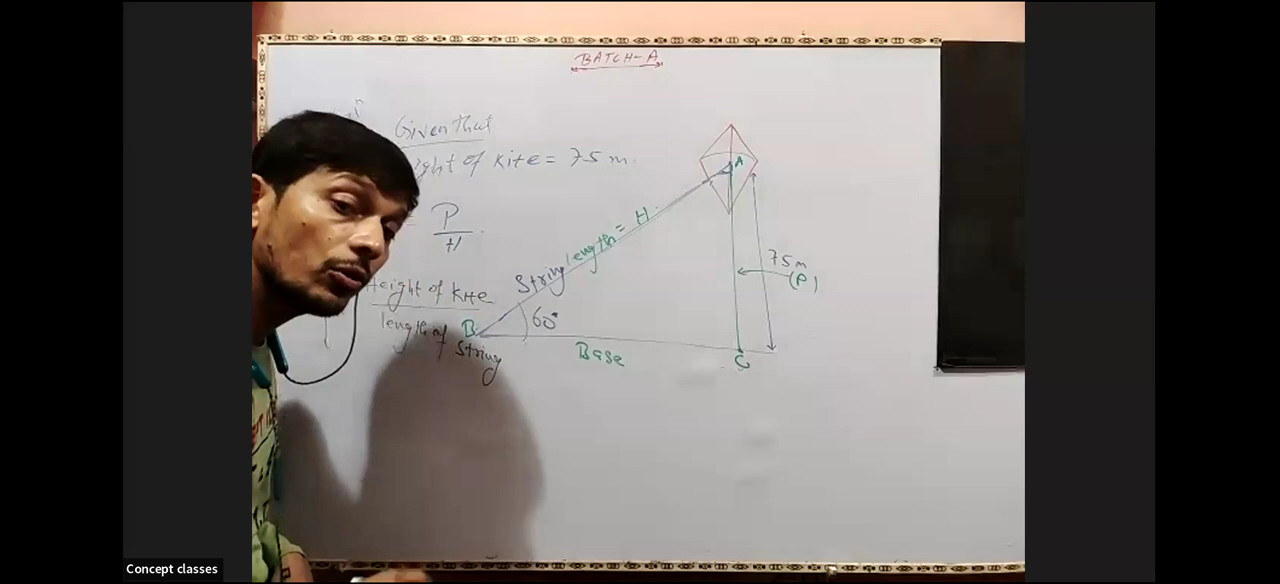 BATCH-A
Given that
ight of Kite = 75 m.
= P
H
Height of Kite
length of
String
String length = H
A
75 m
(P)
B
60°
Base
C
Concept classes